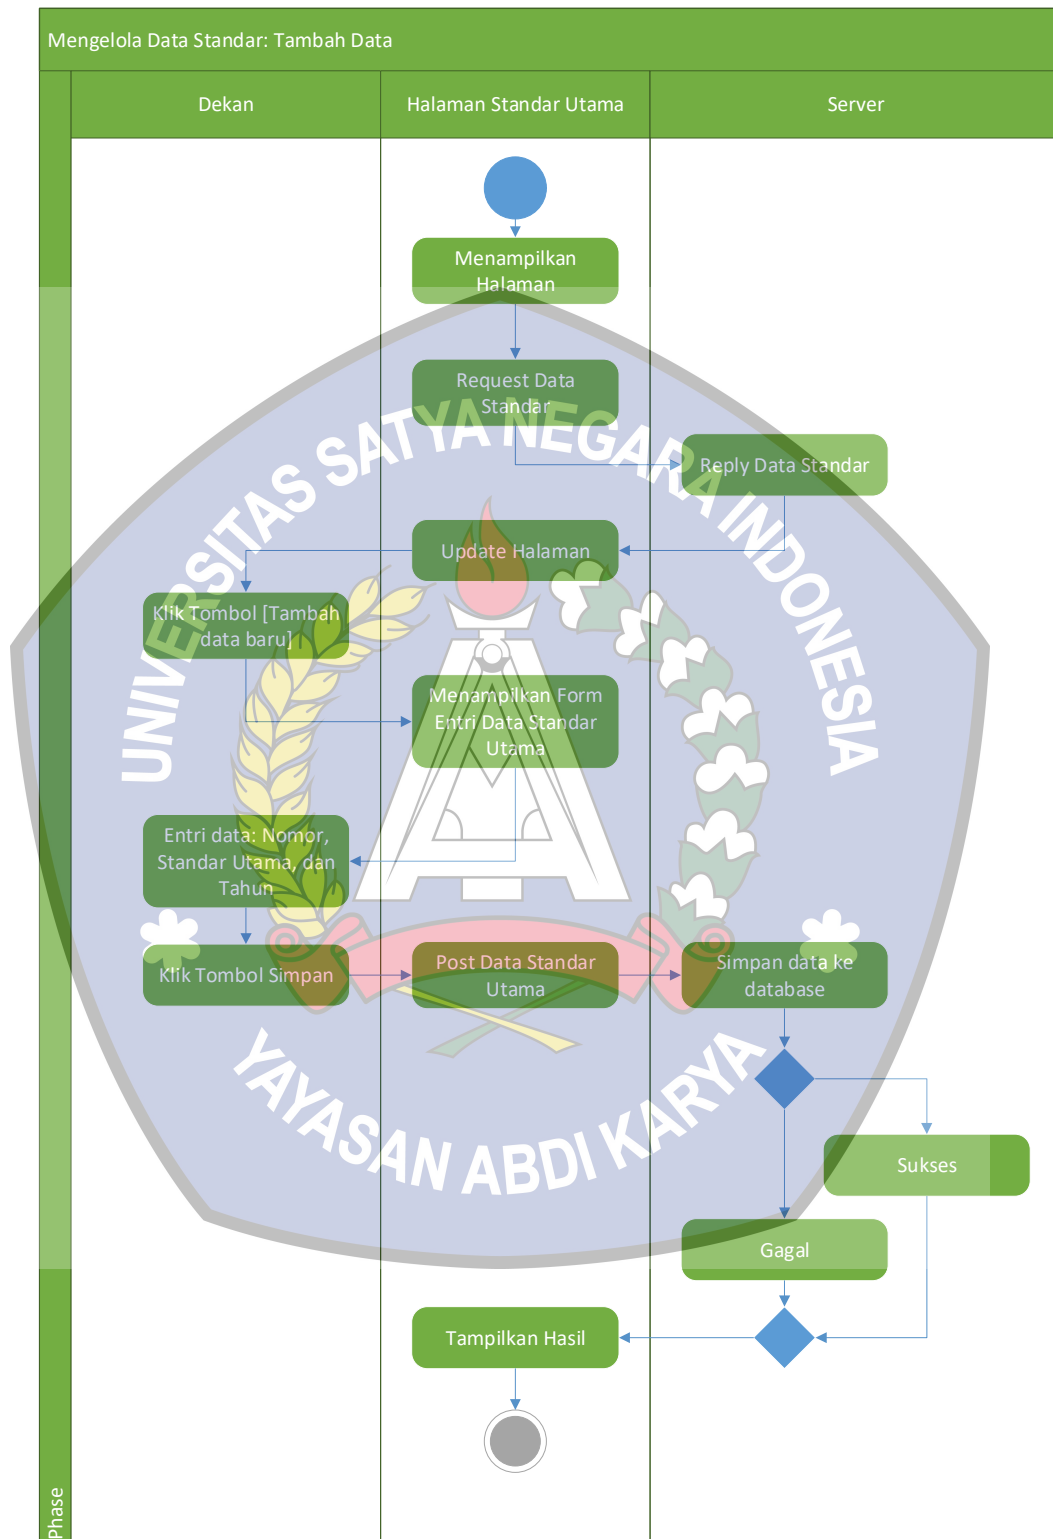 Mengelola Data Standar: Tambah Data
Dekan
Halaman Standar Utama
Server
Menampilkan
Halaman
Request Data
Standar
Reply Data Standar
Update Halaman
Klik Tombol [Tambah
data baru]
Menampilkan Form
Entri Data Standar
Utama
Entri data: Nomor,
Standar Utama, dan
Tahun
Klik Tombol Simpan
Post Data Standar
Utama
Simpan data ke
database
Sukses
Gagal
Tampilkan Hasil
Phase
UNIVERSITAS SATYA NEGARA INDONESIA
YAYASAN ABDI KARYA